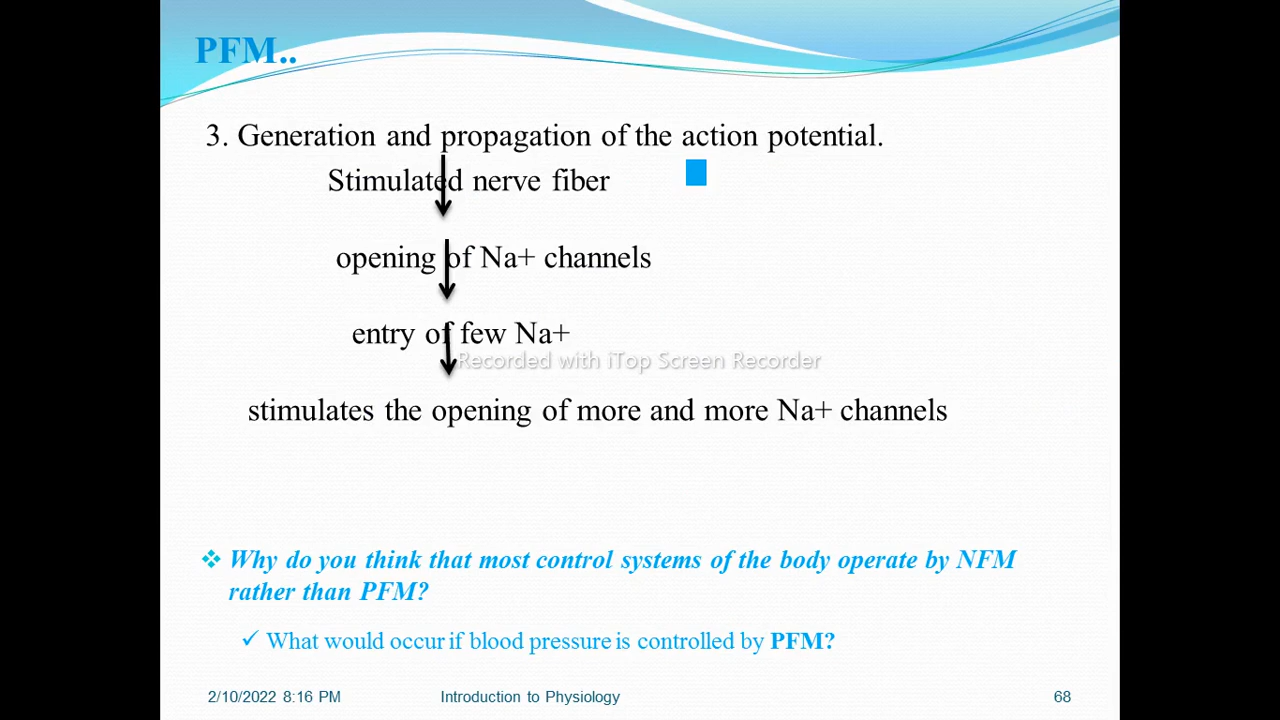 PFM..
3. Generation and propagation of the action potential.
Stimulated nerve fiber
opening of Na+ channels
entry of few Na+
Recorded with iTop Screen Recorder
stimulates the opening of more and more Na+ channels
❖ Why do you think that most control systems of the body operate by NFM
rather than PFM?
✓ What would occur if blood pressure is controlled by PFM?
2/10/2022 8:16 PM Introduction to Physiology 68